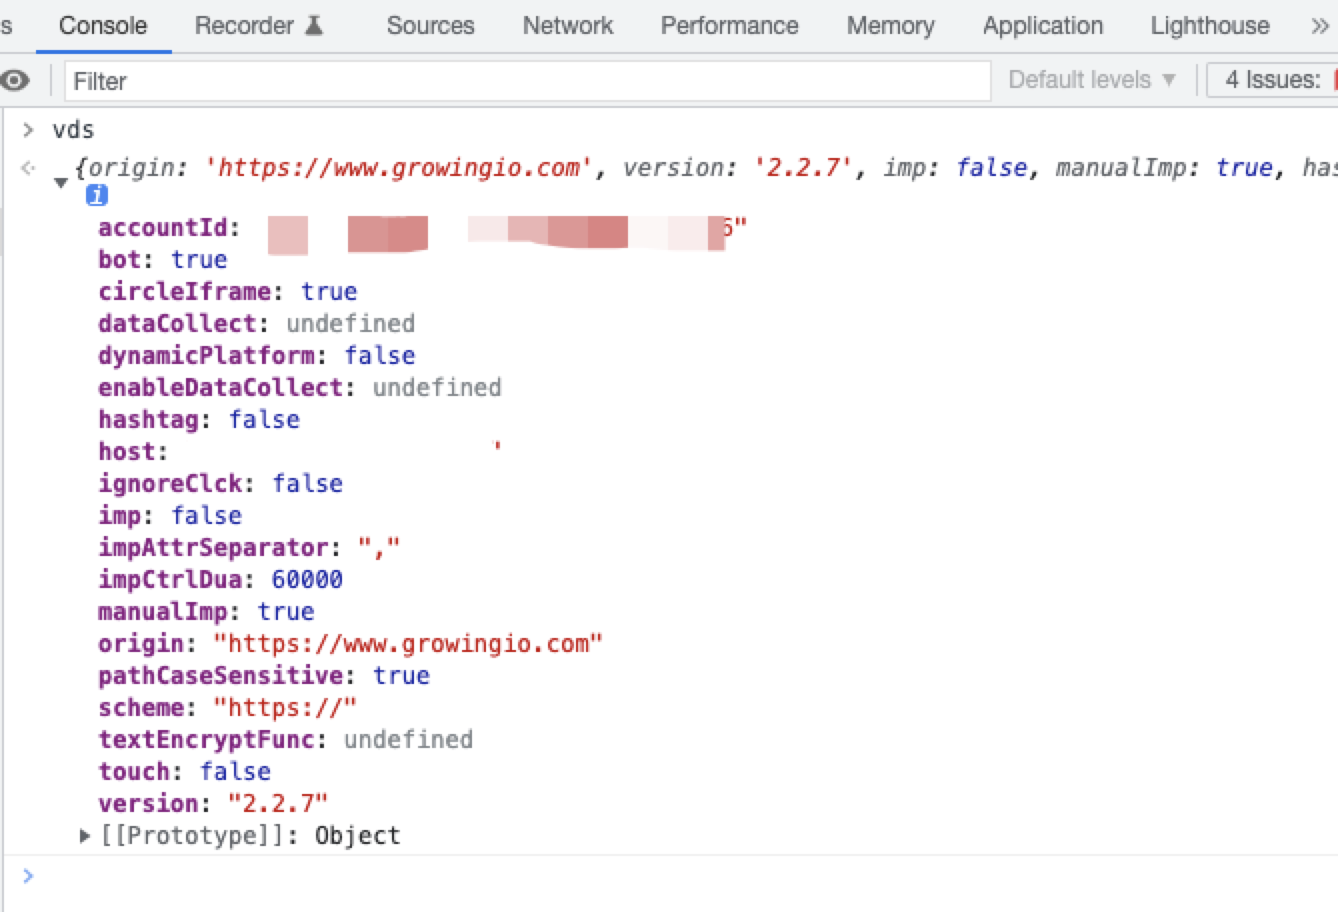 Console Recorder Sources Network Performance Memory Application Lighthouse »
Filter Default levels ▼ 4 Issues:
> vds
{origin: 'https://www.growingio.com', version: '2.2.7', imp: false, manualImp: true, has
i
accountId: 6"
bot: true
circleIframe: true
dataCollect: undefined
dynamicPlatform: false
enableDataCollect: undefined
hashtag: false
host: '
ignoreClck: false
imp: false
impAttrSeparator: ","
impCtrlDua: 60000
manualImp: true
origin: "https://www.growingio.com"
pathCaseSensitive: true
scheme: "https://"
textEncryptFunc: undefined
touch: false
version: "2.2.7"
[[Prototype]]: Object
>